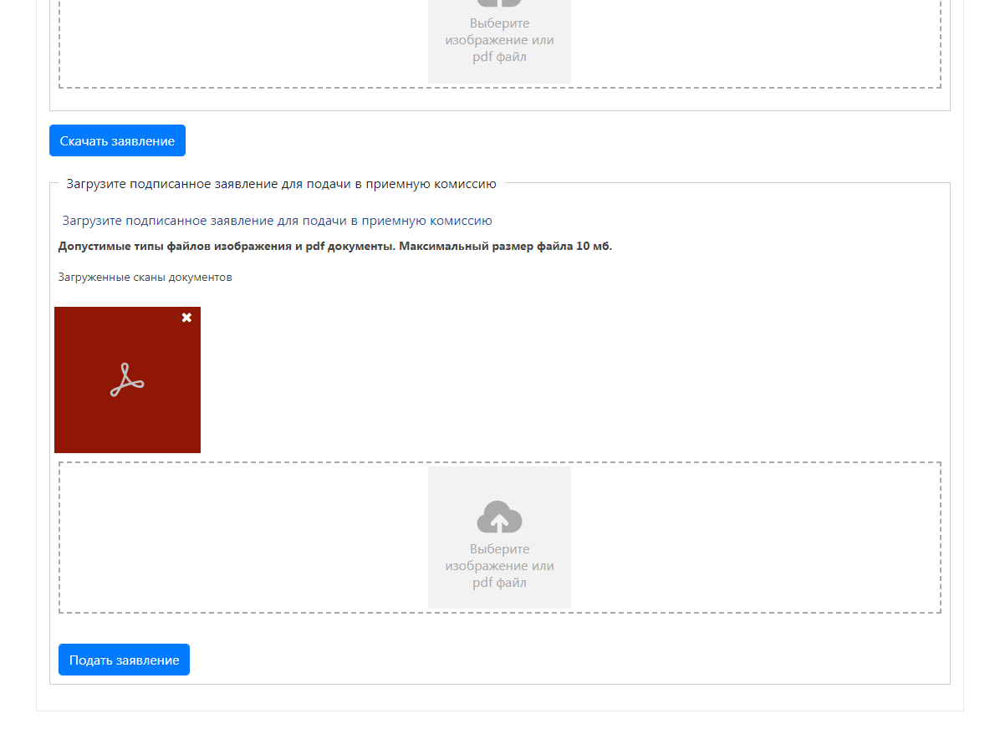 Выберите
изображение или
pdf файл
Скачать заявление
Загрузите подписанное заявление для подачи в приемную комиссию
Загрузите подписанное заявление для подачи в приемную комиссию
Допустимые типы файлов изображения и pdf документы. Максимальный размер файла 10 мб.
Загруженные сканы документов
Выберите
изображение или
pdf файл
Подать заявление